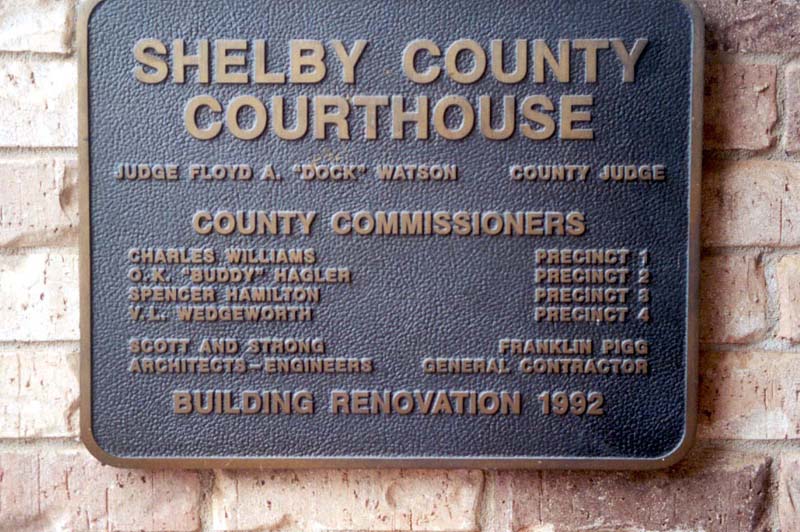 SHELBY COUNTY
COURTHOUSE
JUDGE FLOYD A. "DOCK" WATSON COUNTY JUDGE
COUNTY COMMISSIONERS
CHARLES WILLIAMS PRECINCT 1
O.K. "BUDDY" HAGLER PRECINCT 2
SPENCER HAMILTON PRECINCT 3
V.L. WEDGEWORTH PRECINCT 4
SCOTT AND STRONG FRANKLIN PIGG
ARCHITECTS-ENGINEERS GENERAL CONTRACTOR
BUILDING RENOVATION 1992